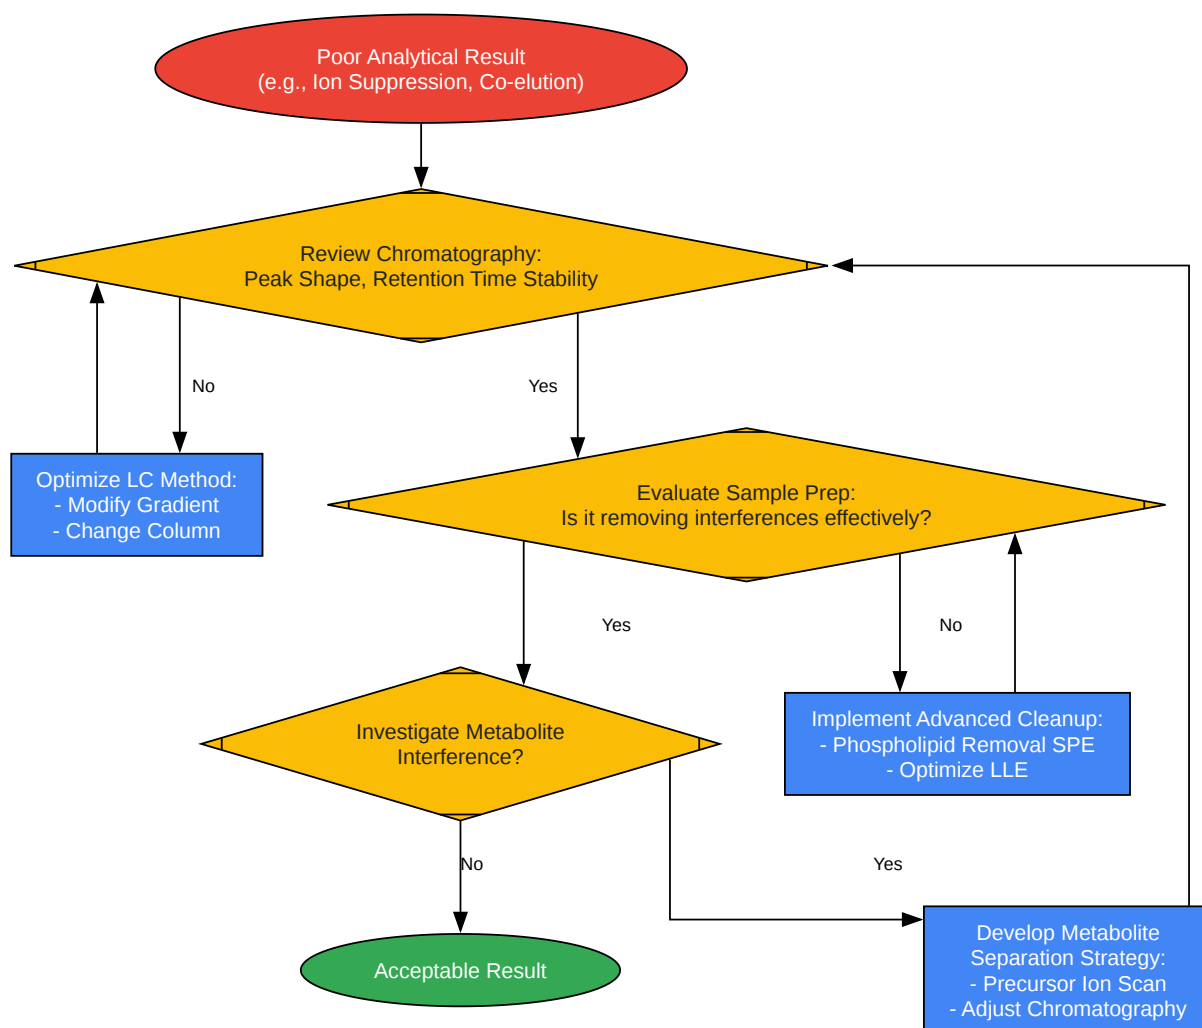 Poor Analytical Result
(e.g., Ion Suppression, Co-elution)
Review Chromatography:
Peak Shape, Retention Time Stability
No
Yes
Optimize LC Method:
- Modify Gradient
- Change Column
Evaluate Sample Prep:
Is it removing interferences effectively?
Yes
No
Investigate Metabolite
Interference?
Implement Advanced Cleanup:
- Phospholipid Removal SPE
- Optimize LLE
No
Yes
Acceptable Result
Develop Metabolite
Separation Strategy:
- Precursor Ion Scan
- Adjust Chromatography